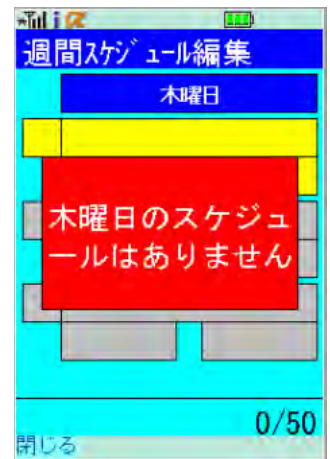 週間ｽｹｼﾞｭｰﾙ編集
木曜日
木曜日のスケジュ
ールはありません
0/50
閉じる